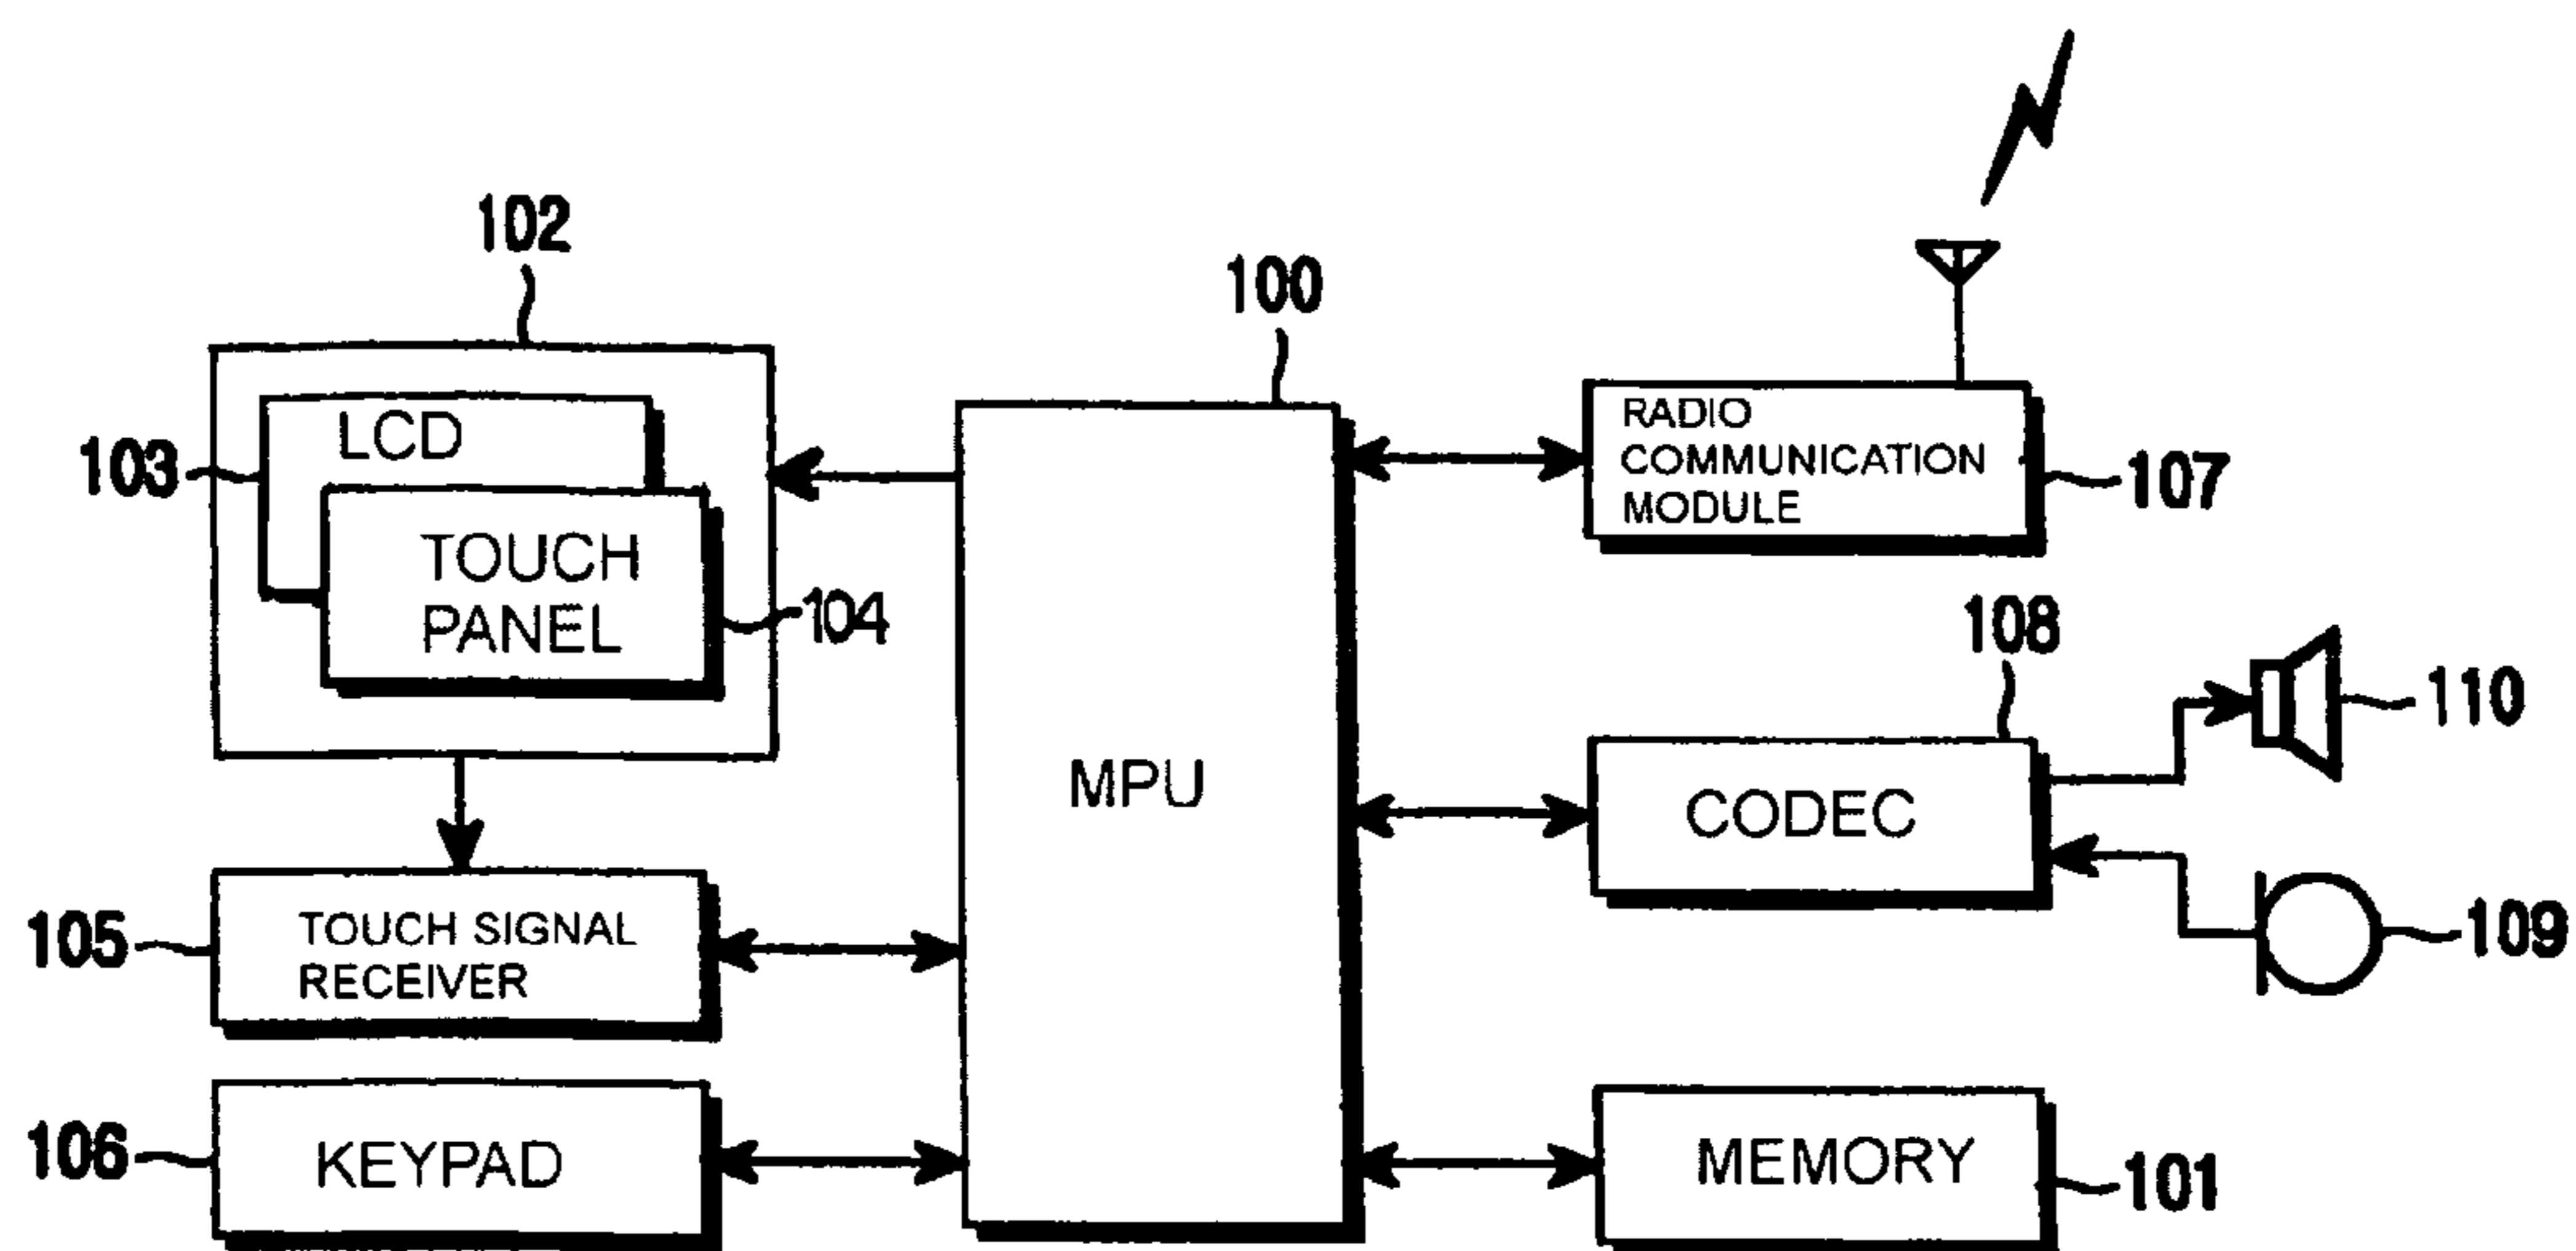 102
100
LCD
103
TOUCH
PANEL
104
RADIO
COMMUNICATION
MODULE
107
108
110
MPU
CODEC
105
TOUCH SIGNAL
RECEIVER
109
106
KEYPAD
MEMORY
101